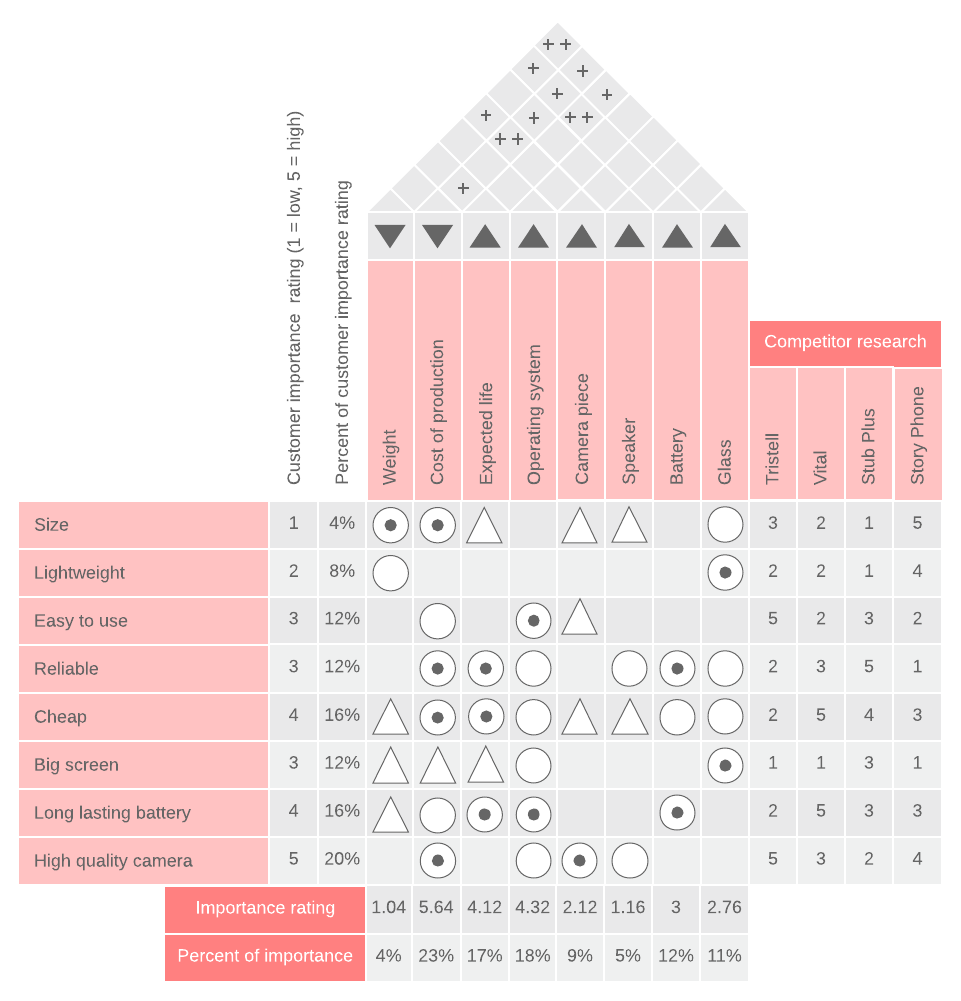 ++
+ +
+ +
+ + ++
++
+
Customer importance rating (1 = low, 5 = high)
Percent of customer importance rating
Weight
Cost of production
Expected life
Operating system
Camera piece
Speaker
Battery
Glass
Competitor research
Tristell
Vital
Stub Plus
Story Phone
Size 1 4% 3 2 1 5
Lightweight 2 8% 2 2 1 4
Easy to use 3 12% 5 2 3 2
Reliable 3 12% 2 3 5 1
Cheap 4 16% 2 5 4 3
Big screen 3 12% 1 1 3 1
Long lasting battery 4 16% 2 5 3 3
High quality camera 5 20% 5 3 2 4
Importance rating 1.04 5.64 4.12 4.32 2.12 1.16 3 2.76
Percent of importance 4% 23% 17% 18% 9% 5% 12% 11%